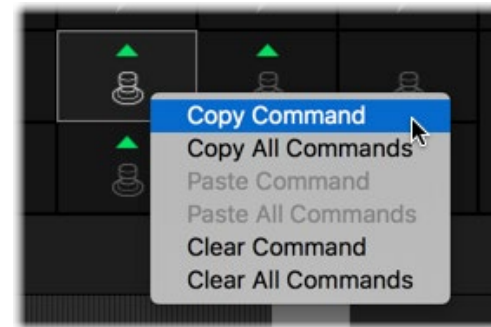 Copy Command
Copy All Commands
Paste Command
Paste All Commands
Clear Command
Clear All Commands